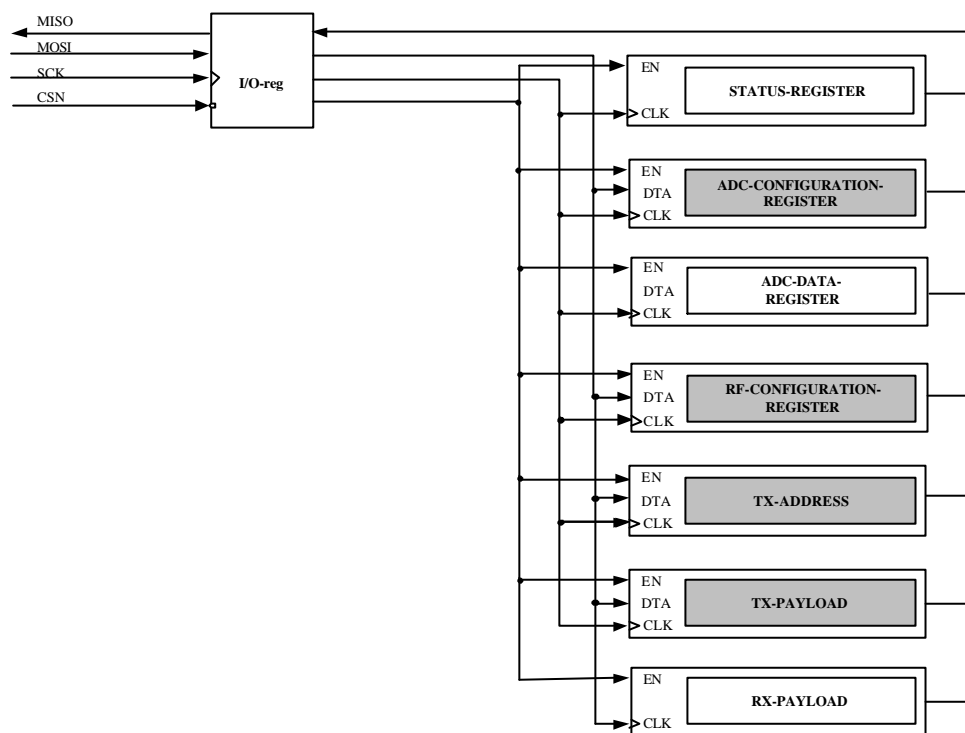 MISO
MOSI
SCK
CSN
I/O-reg
EN
STATUS-REGISTER
CLK
EN
DTA
CLK
ADC-CONFIGURATION-
REGISTER
EN
DTA
CLK
ADC-DATA-
REGISTER
EN
DTA
CLK
RF-CONFIGURATION-
REGISTER
EN
DTA
CLK
TX-ADDRESS
EN
DTA
CLK
TX-PAYLOAD
EN
CLK
RX-PAYLOAD